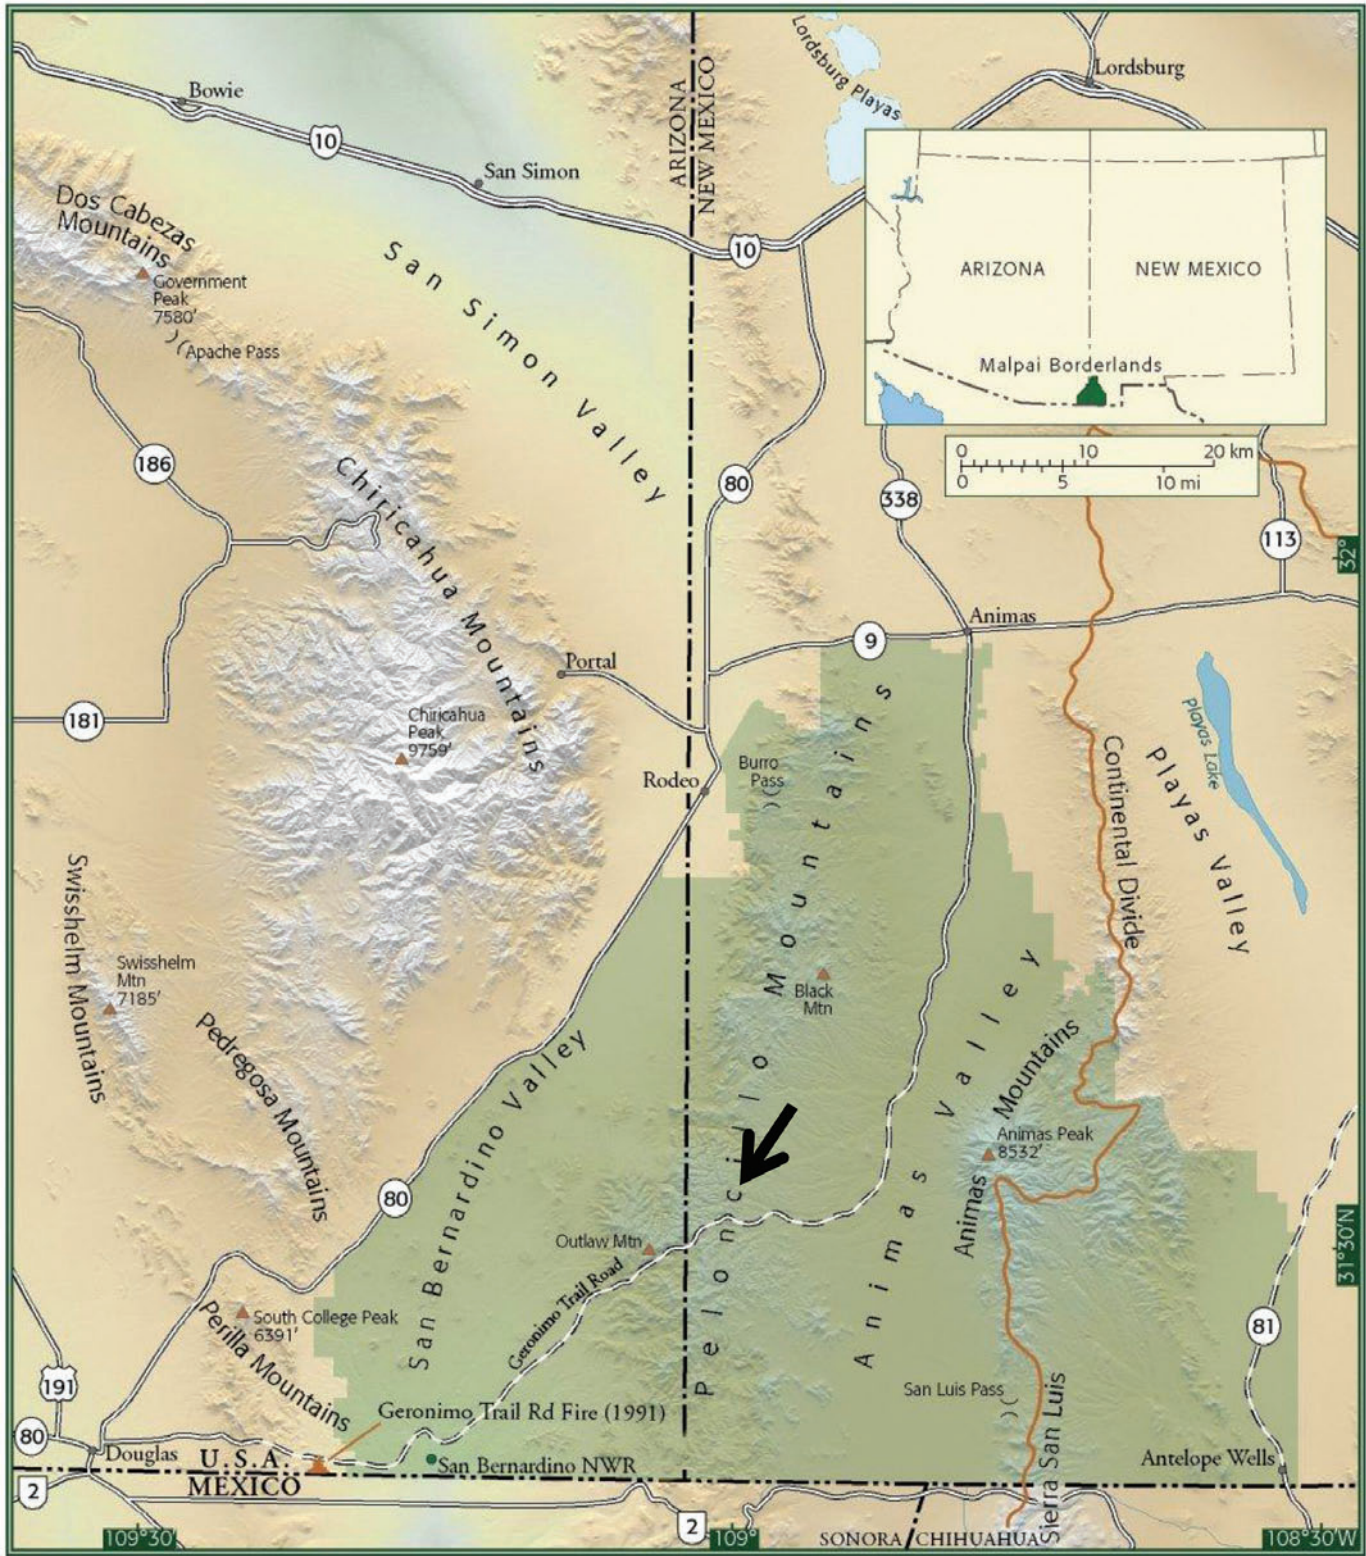 Bowie
10
San Simon
ARIZONA
NEW MEXICO
Lordsburg Playas
Lordsburg
10
Dos Cabezas
Mountains
Government
Peak
7580'
Apache Pass
San Simon Valley
ARIZONA
NEW MEXICO
Malpai Borderlands
0
10
20 km
0
5
10 mi
186
Chiricahua Mountains
80
338
113
32°
Animas
9
Portal
181
Chiricahua
Peak
9759'
Rodeo
Burro
Pass
Peloncillo Mountains
Continental Divide
Playas Lake
Playas Valley
Swisshelm Mountains
Swisshelm
Mtn
7185'
Pedregosa Mountains
Black
Mtn
San Bernardino Valley
Animas Valley
Animas Mountains
Animas Peak
8532'
80
Outlaw Mtn
Geronimo Trail Road
31°30'N
South College Peak
6391'
Perilla Mountains
81
191
San Luis Pass
Sierra San Luis
Geronimo Trail Rd Fire (1991)
80
Douglas
U.S.A.
MEXICO
San Bernardino NWR
Antelope Wells
2
2
109°30'
109°
SONORA
CHIHUAHUA
108°30'W